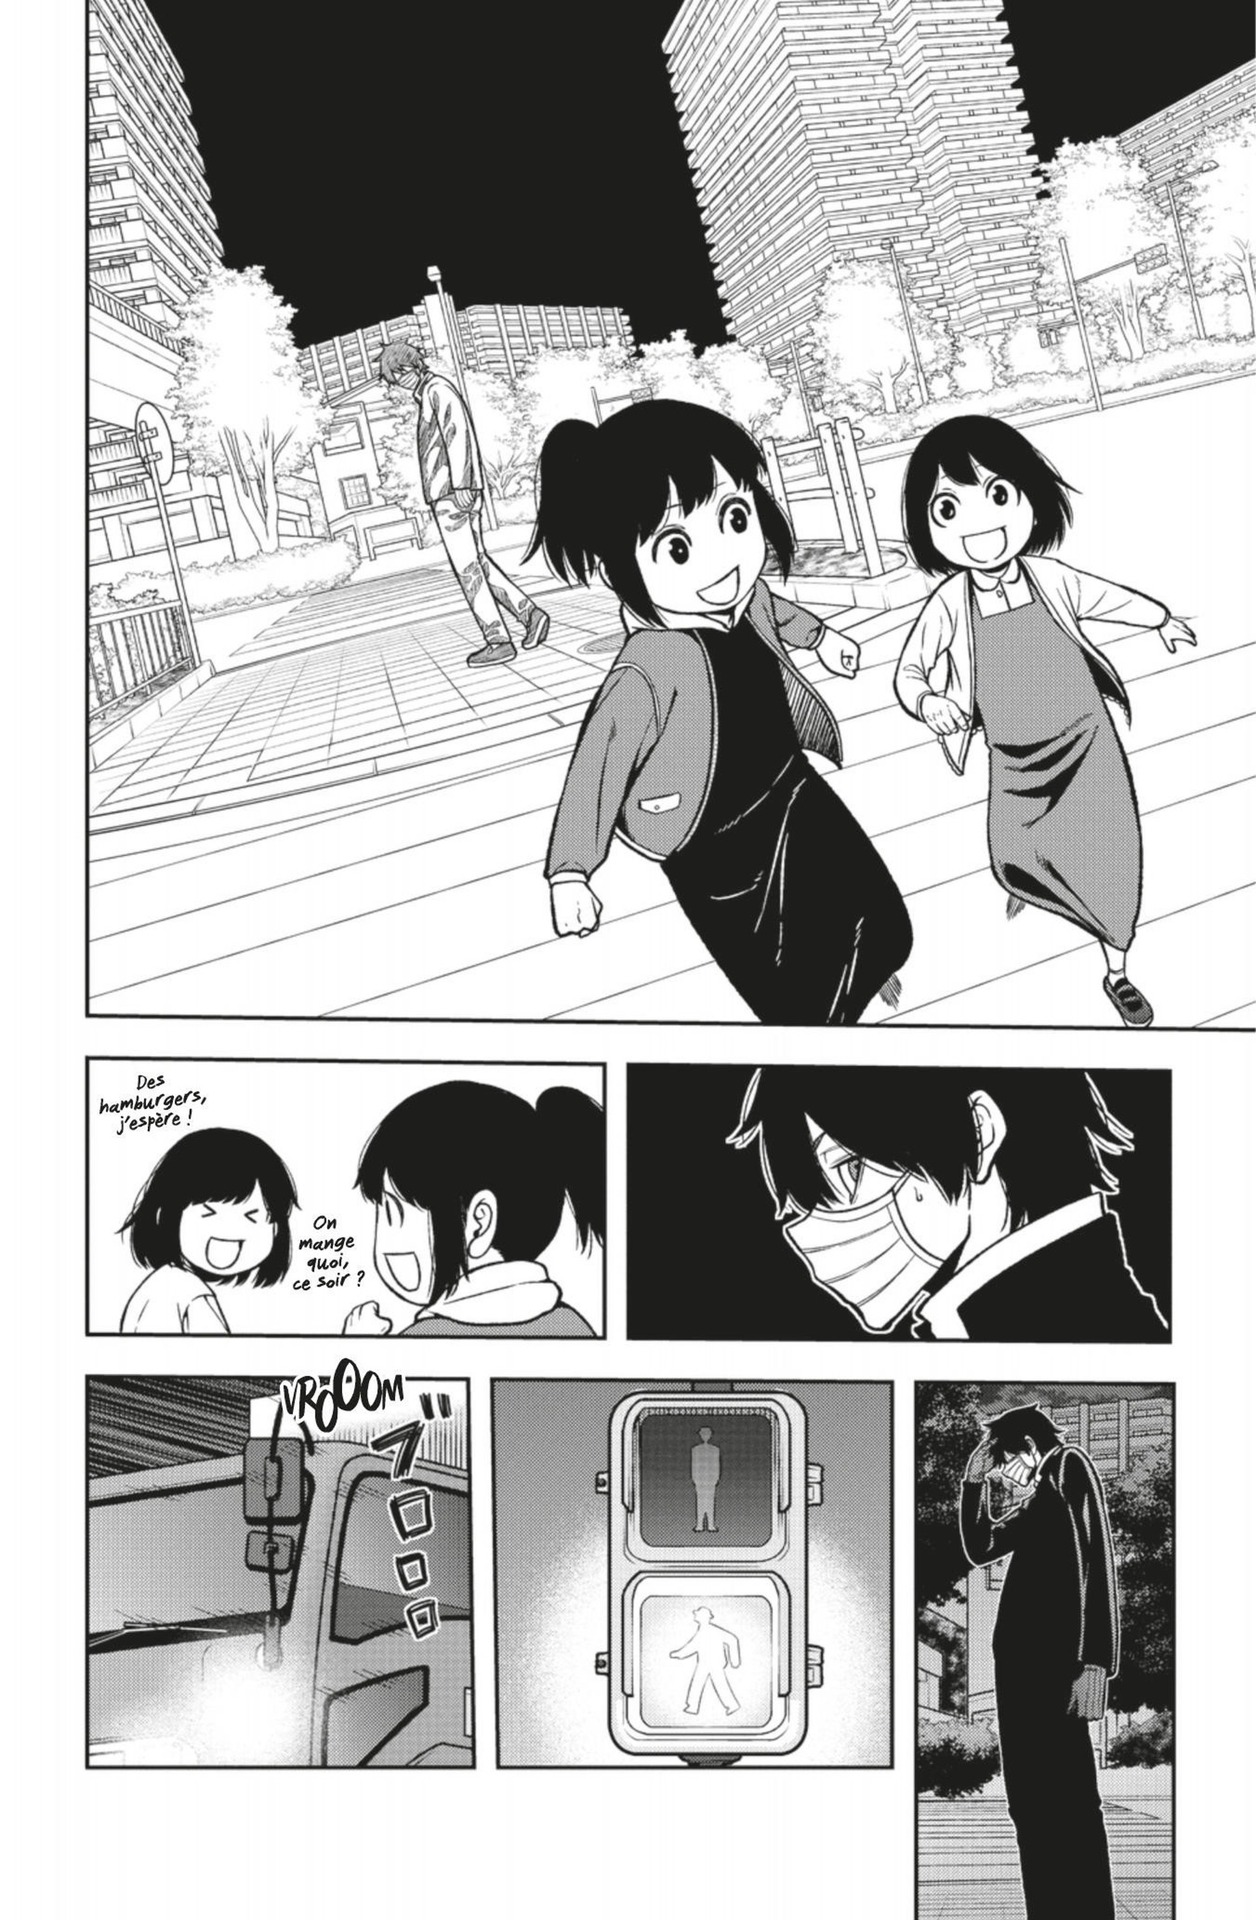 On
mange
quoi,
ce soir ?
Des
hamburgers,
j'espère !
VROOOM
ブロロロ